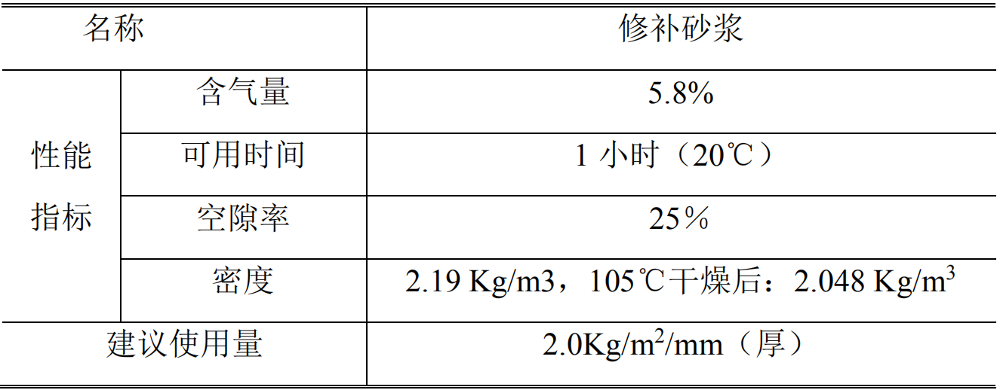 名称 修补砂浆
含气量 5.8%
性能 可用时间 1 小时（20℃）
指标 空隙率 25%
密度 2.19 Kg/m3，105℃干燥后：2.048 Kg/m³
建议使用量 2.0Kg/m²/mm（厚）